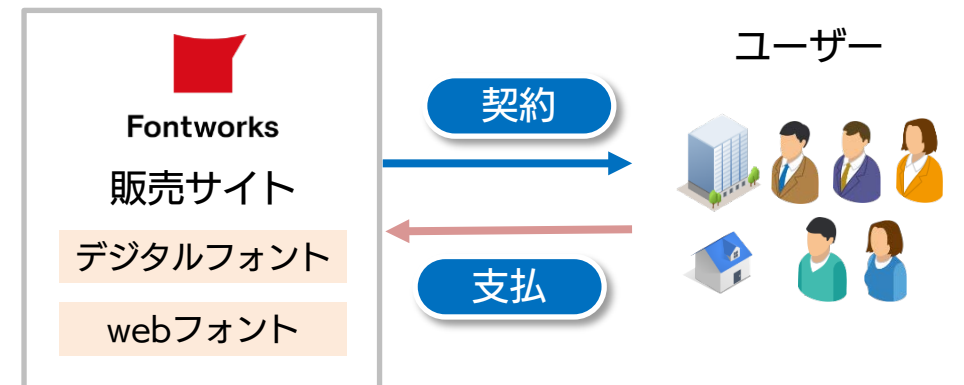 Fontworks
販売サイト
デジタルフォント
webフォント
契約
支払
ユーザー